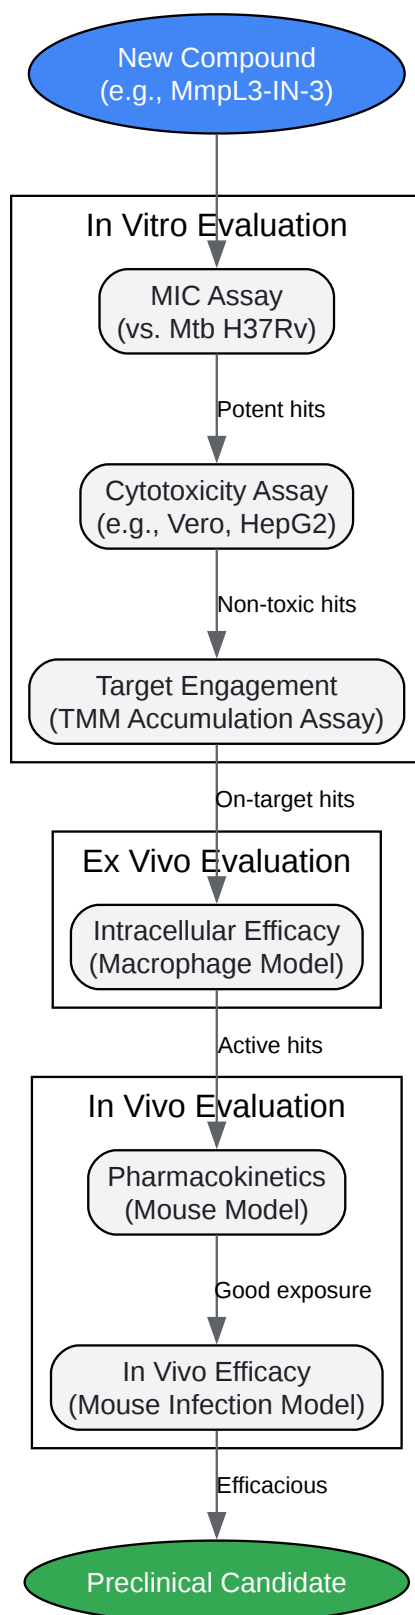 New Compound
(e.g., MmpL3-IN-3)
In Vitro Evaluation
MIC Assay
(vs. Mtb H37Rv)
Potent hits
Cytotoxicity Assay
(e.g., Vero, HepG2)
Non-toxic hits
Target Engagement
(TMM Accumulation Assay)
On-target hits
Ex Vivo Evaluation
Intracellular Efficacy
(Macrophage Model)
Active hits
In Vivo Evaluation
Pharmacokinetics
(Mouse Model)
Good exposure
In Vivo Efficacy
(Mouse Infection Model)
Efficacious
Preclinical Candidate